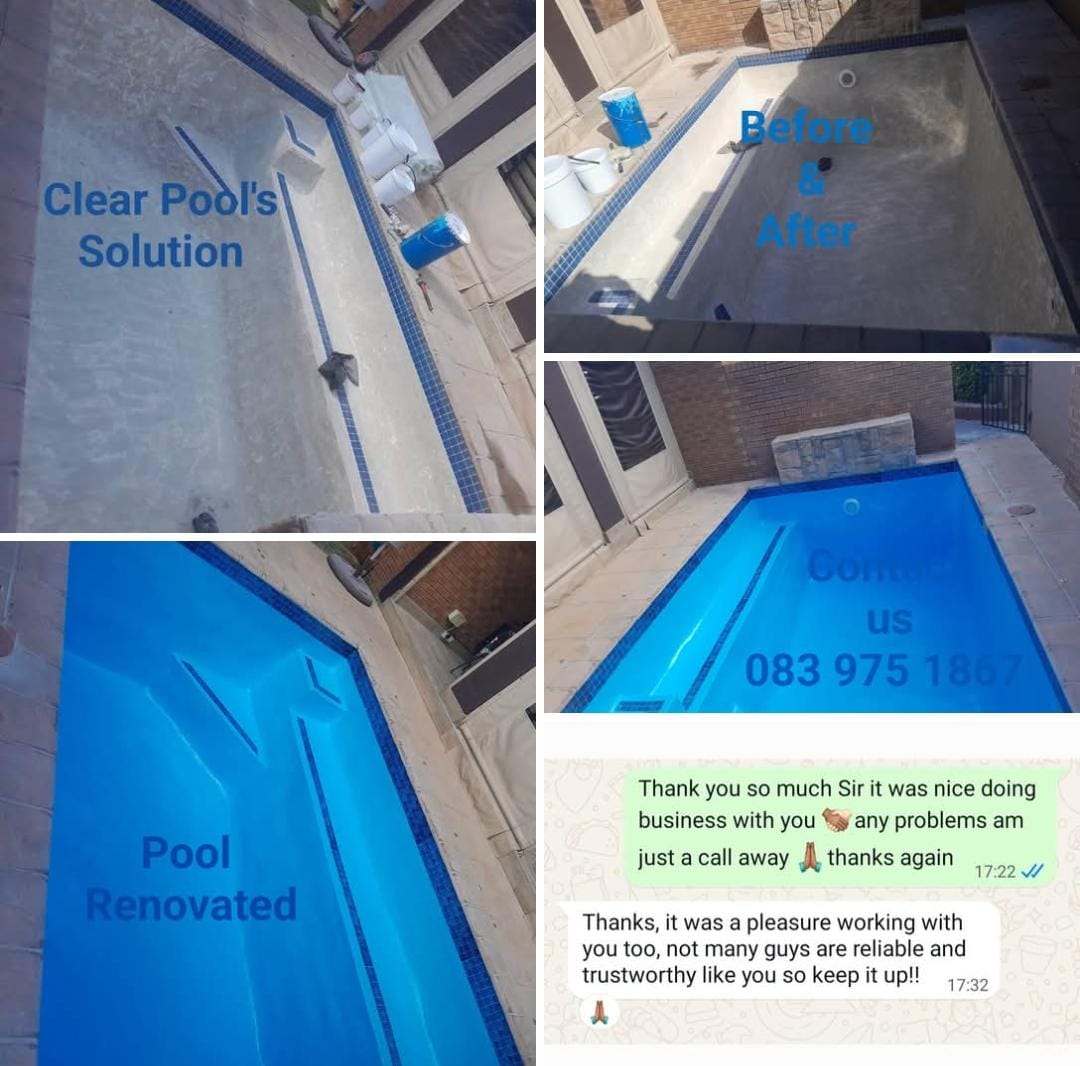 Clear Pool's
Solution
Before
&
After
Pool
Renovated
Contact
us
083 975 1867
Thank you so much Sir it was nice doing
business with you 🤝 any problems am
just a call away 🙏 thanks again
17:22
Thanks, it was a pleasure working with
you too, not many guys are reliable and
trustworthy like you so keep it up!!
17:32
🙏